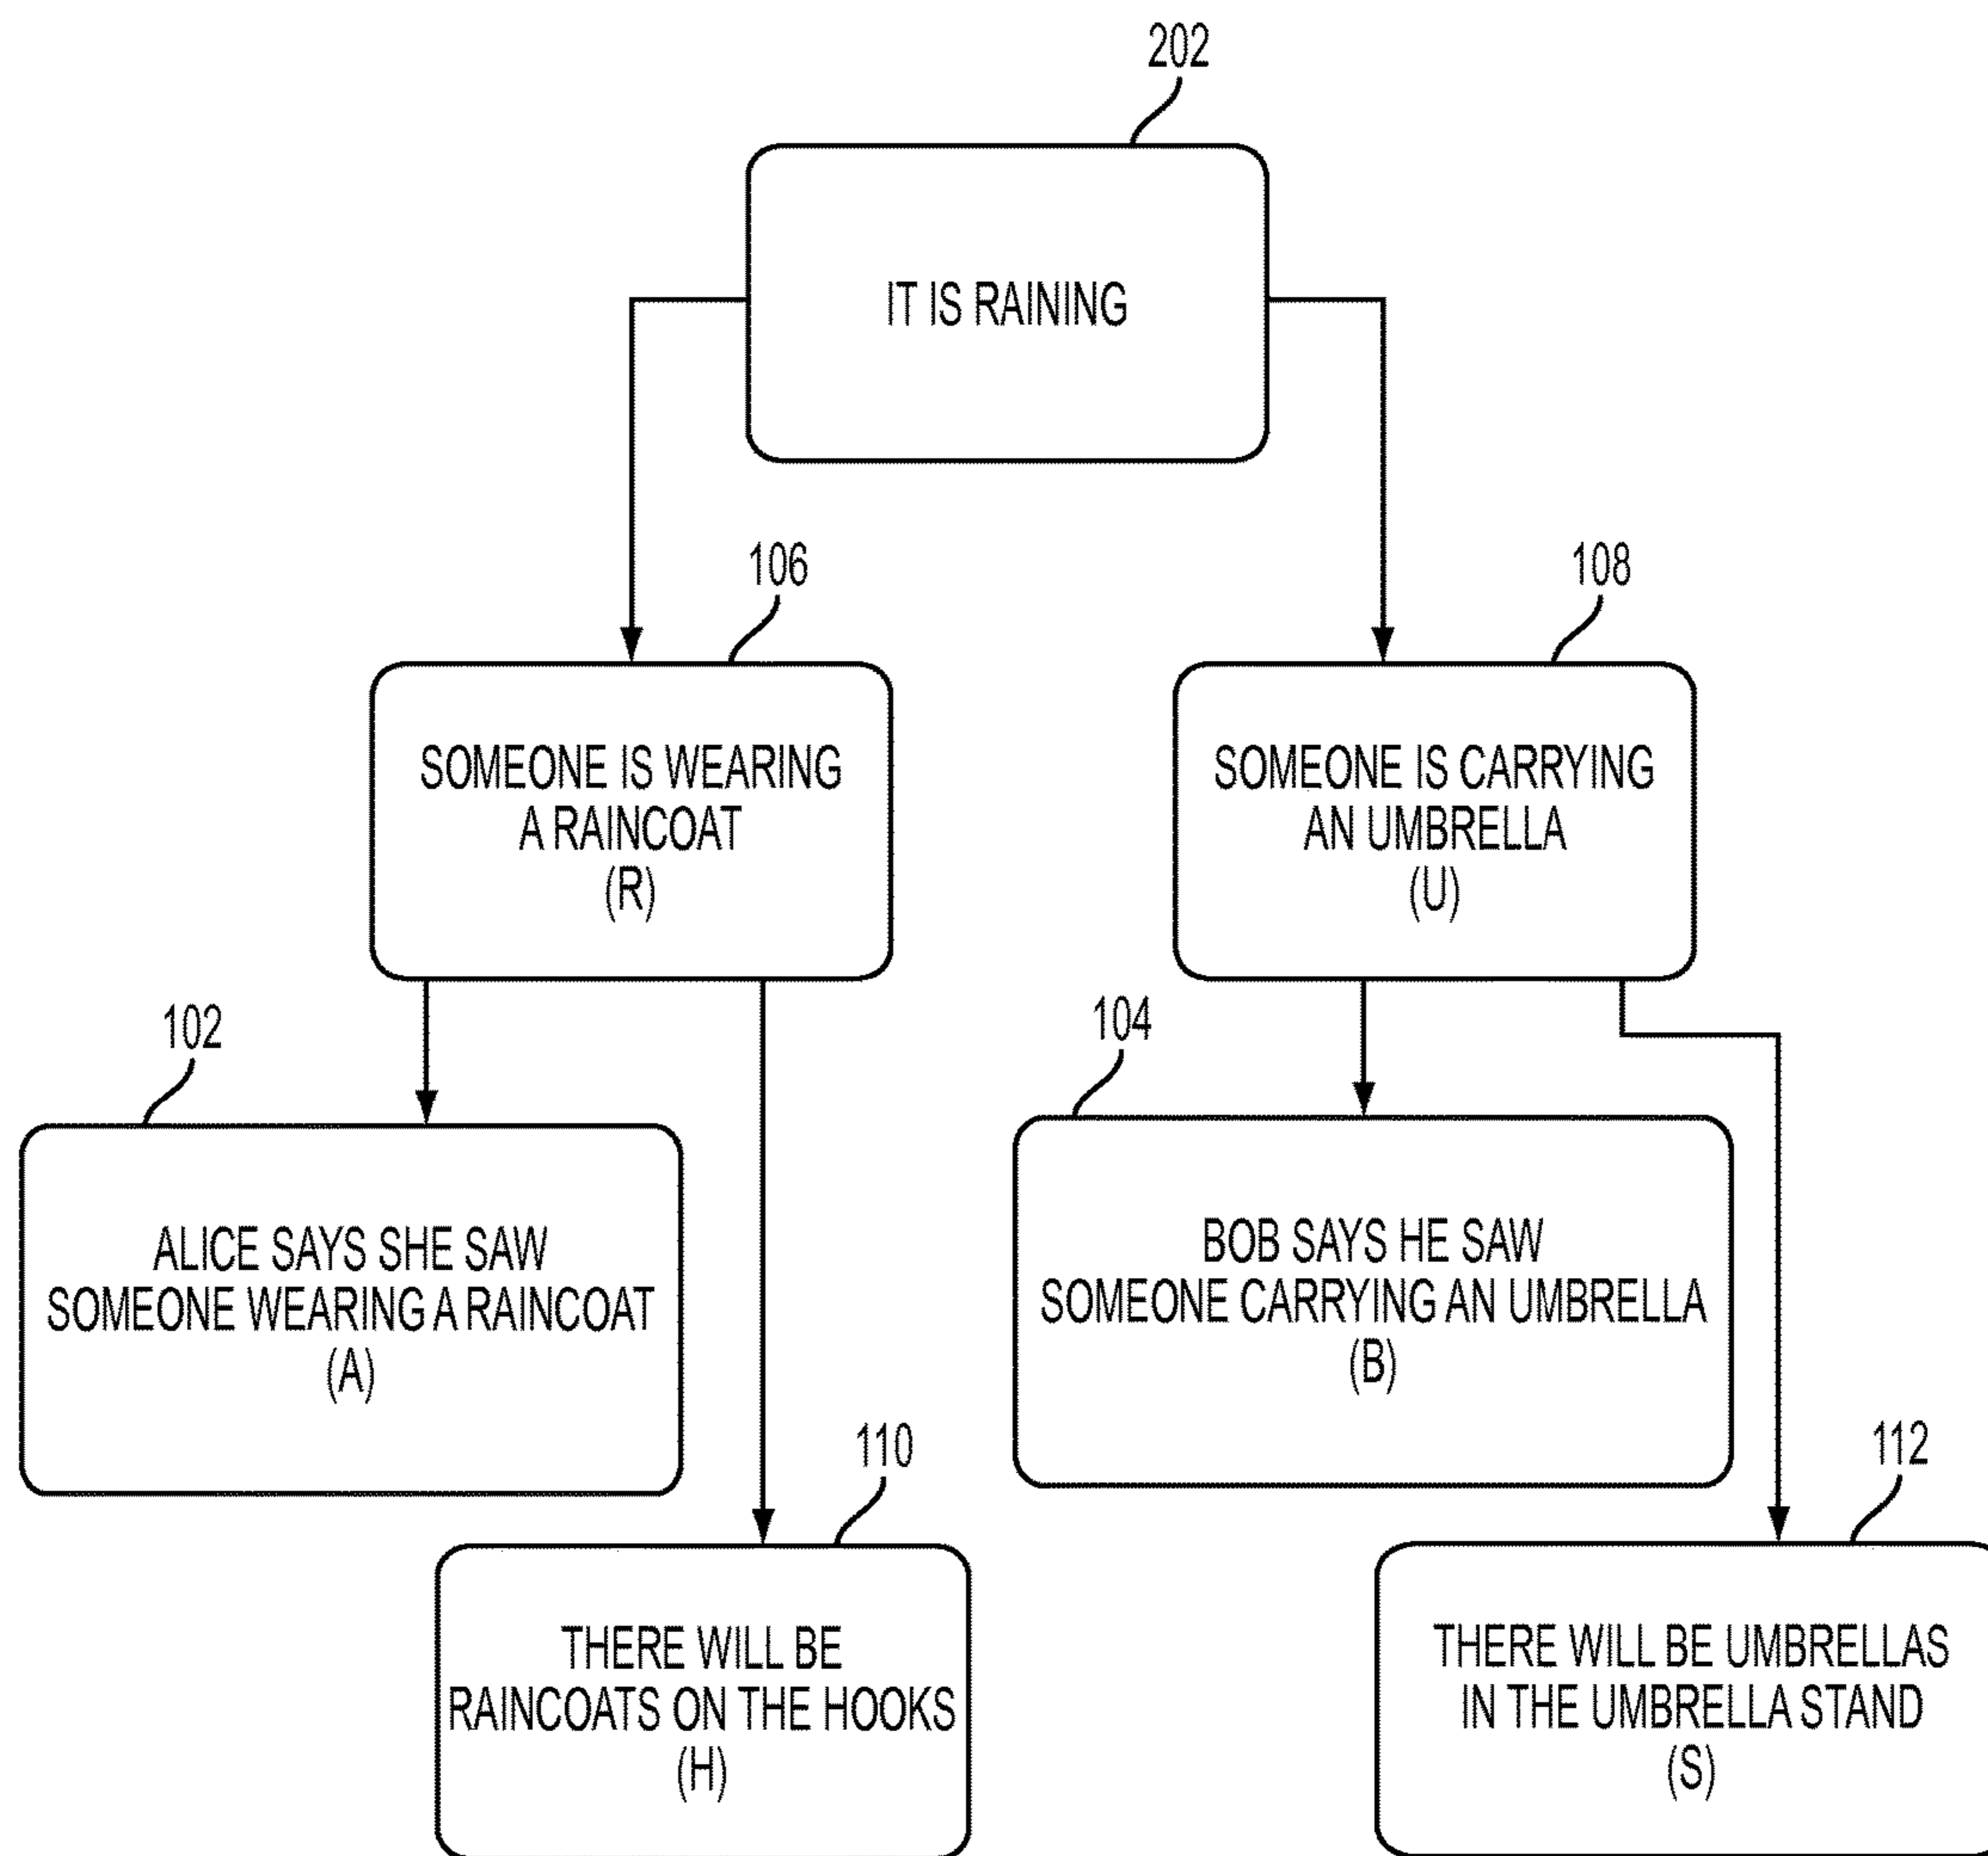 202
IT IS RAINING
106
SOMEONE IS WEARING
A RAINCOAT
(R)
108
SOMEONE IS CARRYING
AN UMBRELLA
(U)
102
ALICE SAYS SHE SAW
SOMEONE WEARING A RAINCOAT
(A)
104
BOB SAYS HE SAW
SOMEONE CARRYING AN UMBRELLA
(B)
110
THERE WILL BE
RAINCOATS ON THE HOOKS
(H)
112
THERE WILL BE UMBRELLAS
IN THE UMBRELLA STAND
(S)